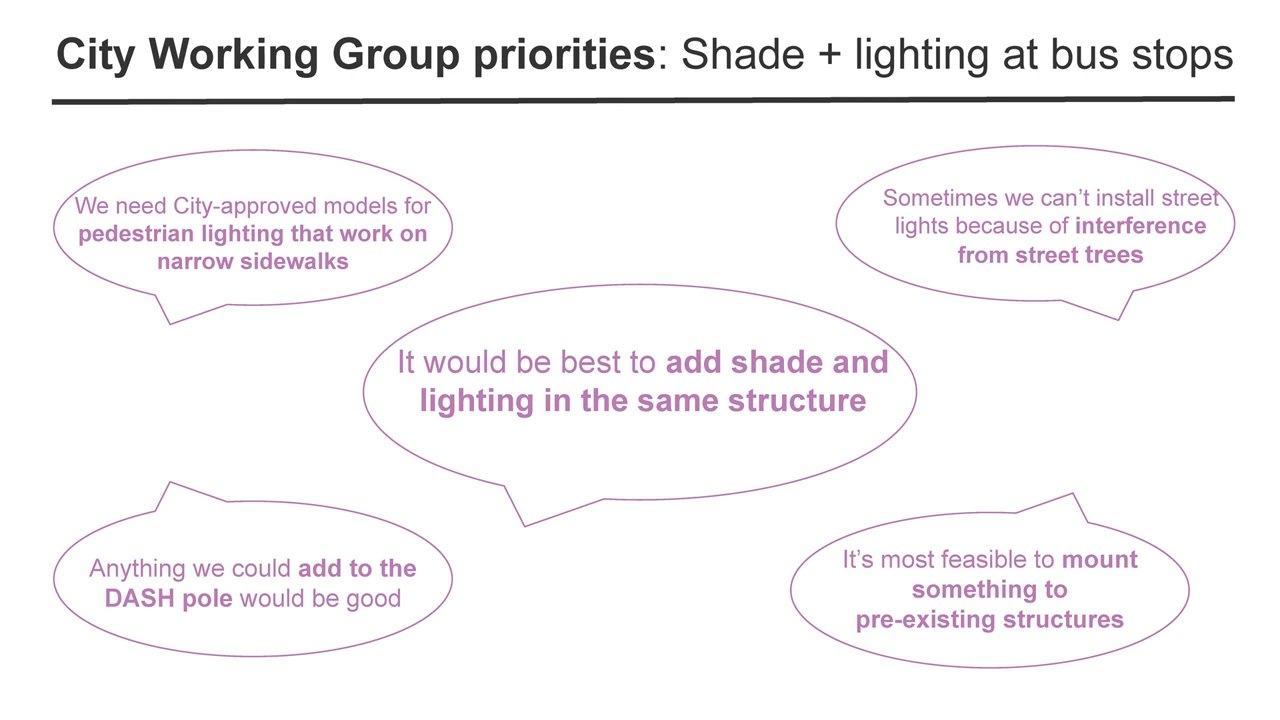 City Working Group priorities: Shade + lighting at bus stops
We need City-approved models for
pedestrian lighting that work on
narrow sidewalks
Sometimes we can’t install street
lights because of interference
from street trees
It would be best to add shade and
lighting in the same structure
Anything we could add to the
DASH pole would be good
It’s most feasible to mount
something to
pre-existing structures